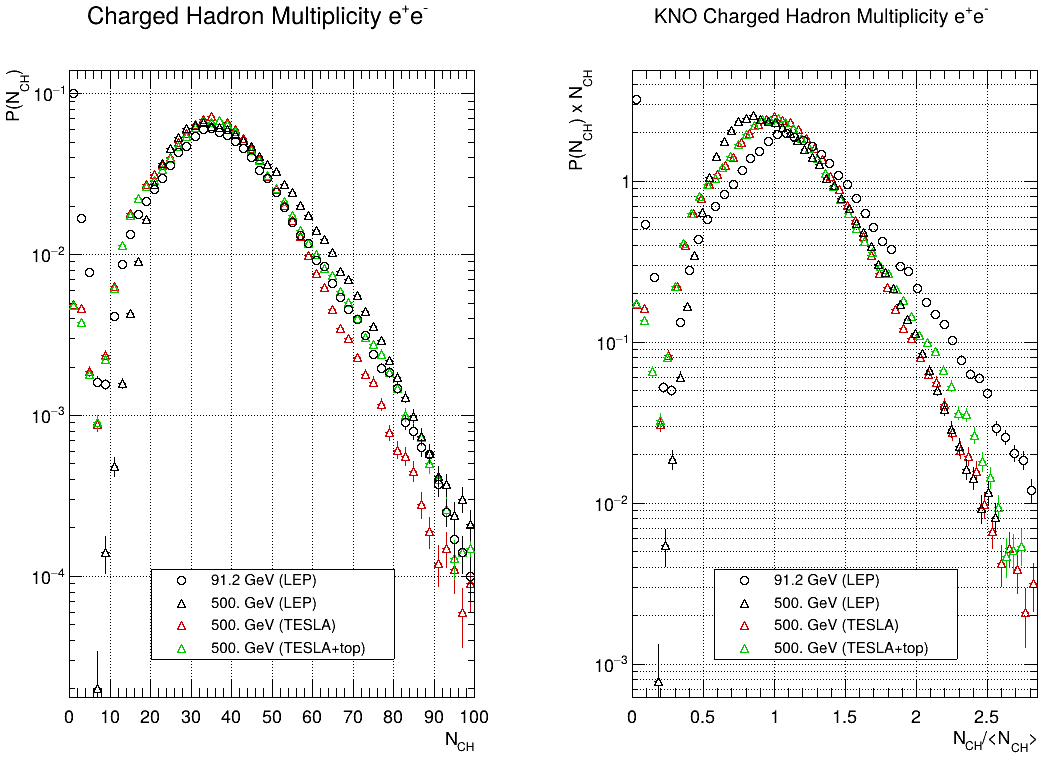 Charged Hadron Multiplicity e⁺e⁻
P(N_CH)
10⁻¹
10⁻²
10⁻³
10⁻⁴
91.2 GeV (LEP)
500. GeV (LEP)
500. GeV (TESLA)
500. GeV (TESLA+top)
0 10 20 30 40 50 60 70 80 90 100
N_CH
KNO Charged Hadron Multiplicity e⁺e⁻
P(N_CH) x N_CH
1
10⁻¹
10⁻²
10⁻³
91.2 GeV (LEP)
500. GeV (LEP)
500. GeV (TESLA)
500. GeV (TESLA+top)
0 0.5 1 1.5 2 2.5
N_CH/⟨N_CH⟩